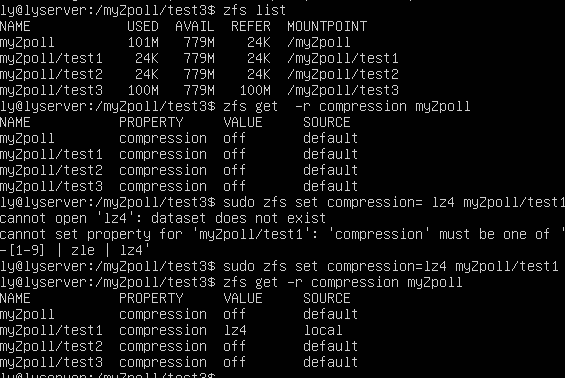 ly@lyserver:/myZpoll/test3$ zfs list
NAME USED AVAIL REFER MOUNTPOINT
myZpoll 101M 779M 24K /myZpoll
myZpoll/test1 24K 779M 24K /myZpoll/test1
myZpoll/test2 24K 779M 24K /myZpoll/test2
myZpoll/test3 100M 779M 100M /myZpoll/test3
ly@lyserver:/myZpoll/test3$ zfs get -r compression myZpoll
NAME PROPERTY VALUE SOURCE
myZpoll compression off default
myZpoll/test1 compression off default
myZpoll/test2 compression off default
myZpoll/test3 compression off default
ly@lyserver:/myZpoll/test3$ sudo zfs set compression= lz4 myZpoll/test1
cannot open 'lz4': dataset does not exist
cannot set property for 'myZpoll/test1': 'compression' must be one of '
-[1-9] | zle | lz4'
ly@lyserver:/myZpoll/test3$ sudo zfs set compression=lz4 myZpoll/test1
ly@lyserver:/myZpoll/test3$ zfs get -r compression myZpoll
NAME PROPERTY VALUE SOURCE
myZpoll compression off default
myZpoll/test1 compression lz4 local
myZpoll/test2 compression off default
myZpoll/test3 compression off default
ly@lyserver:/myZpoll/test3$